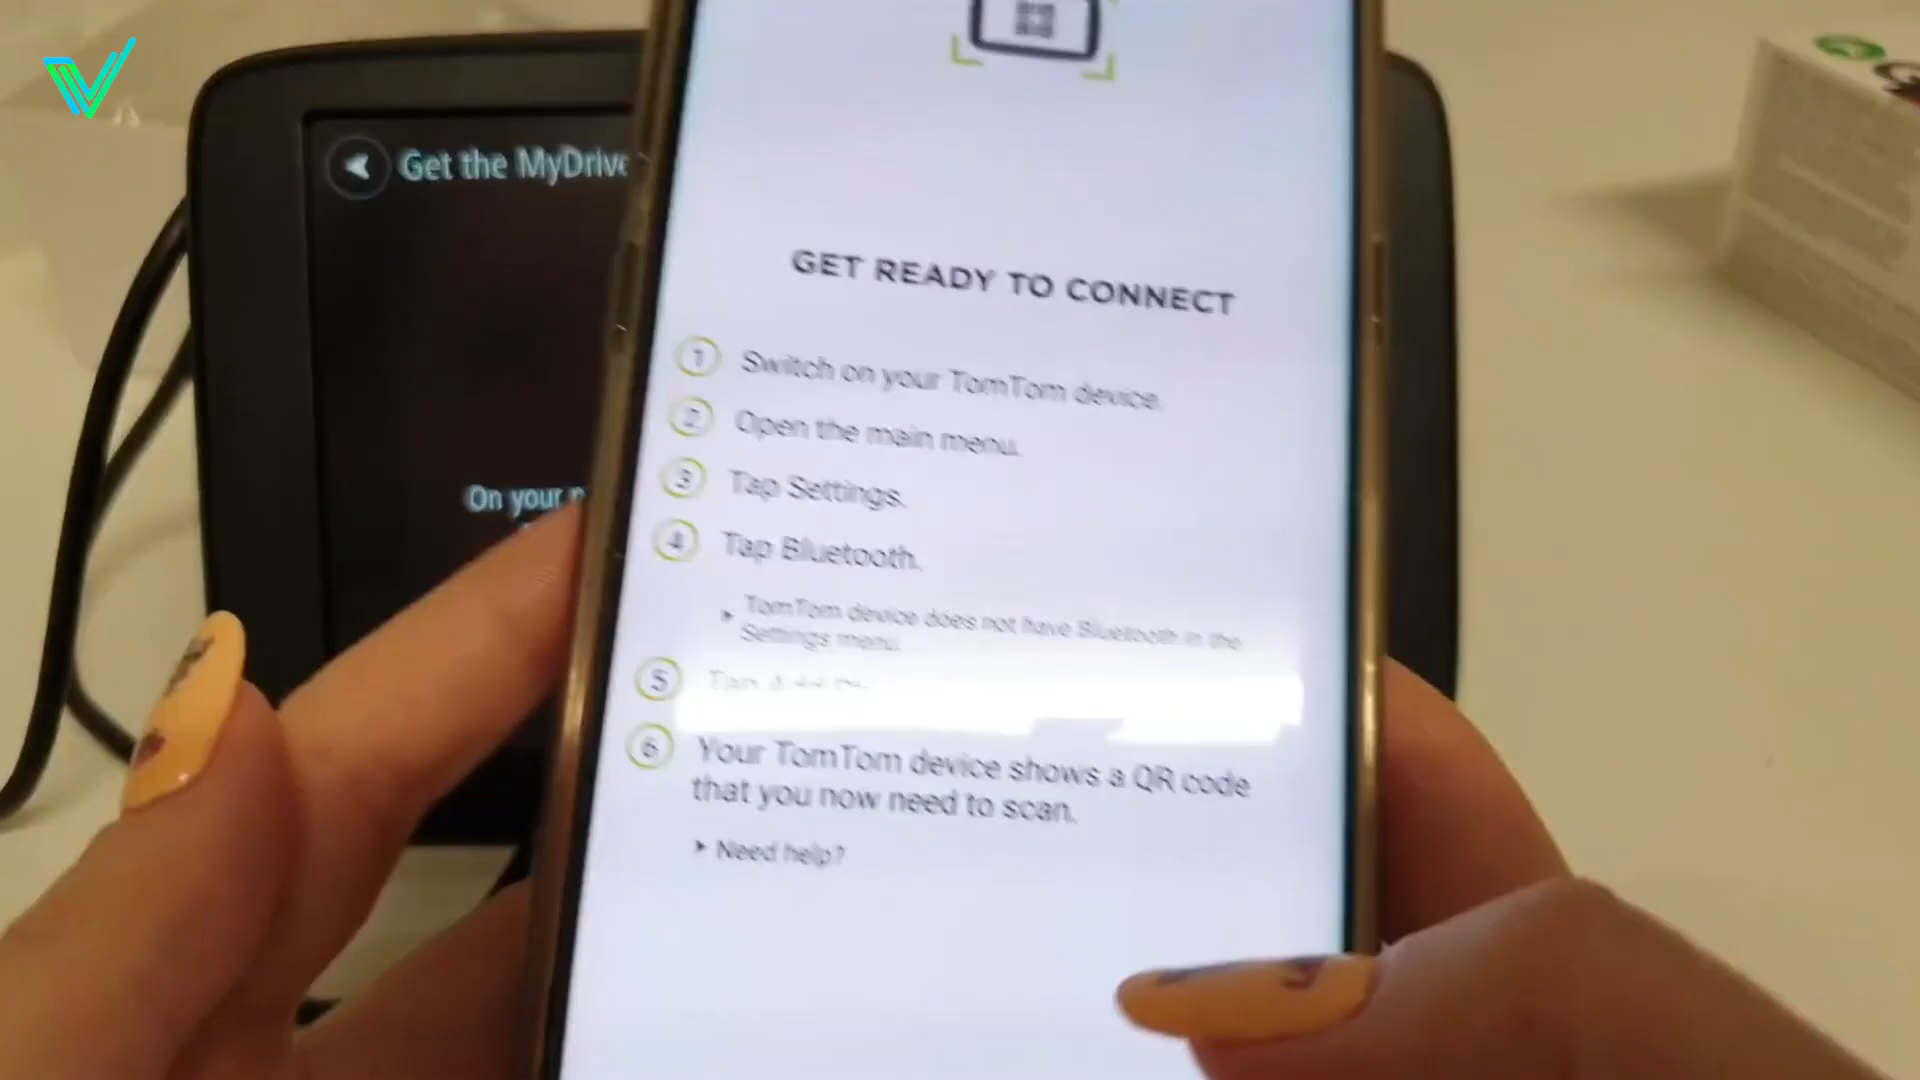 Get the MyDrive
On your
GET READY TO CONNECT
1 Switch on your TomTom device.
2 Open the main menu.
3 Tap Settings.
4 Tap Bluetooth.
TomTom device does not have Bluetooth in the
Settings menu.
5 Tap
6 Your TomTom device shows a QR code
that you now need to scan.
Need help?